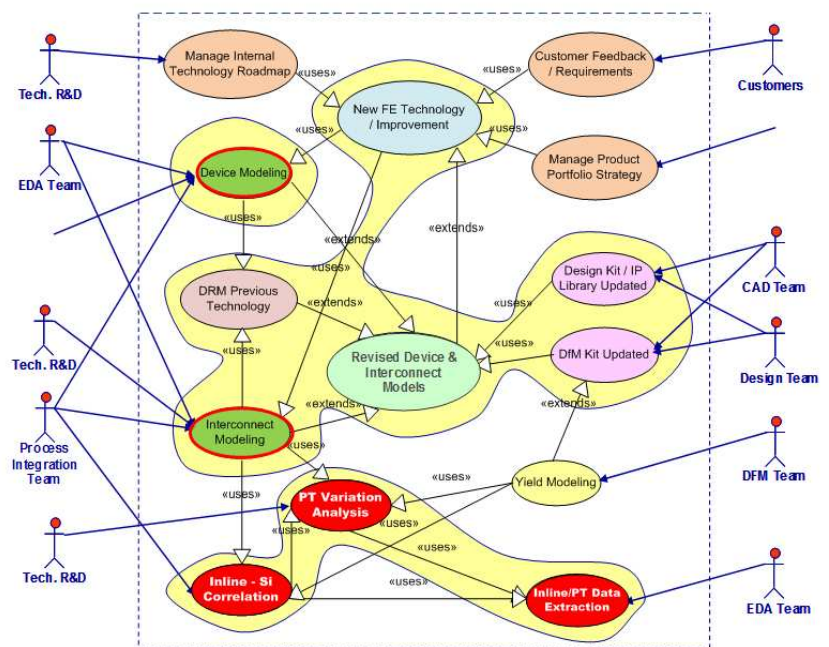 Tech. R&D
Manage Internal
Technology Roadmap
«uses»
«uses»
Customer Feedback
/ Requirements
Customers
New FE Technology
/ Improvement
«uses»
«uses»
EDA Team
Device Modeling
Manage Product
Portfolio Strategy
«uses»
«extends»
«extends»
«uses»
DRM Previous
Technology
«extends»
Design Kit / IP
Library Updated
CAD Team
«uses»
Tech. R&D
«uses»
Revised Device &
Interconnect
Models
DfM Kit Updated
Design Team
Process
Integration
Team
Interconnect
Modeling
«extends»
«extends»
«uses»
«uses»
PT Variation
Analysis
«uses»
Yield Modeling
DFM Team
«uses»
«uses»
«uses»
Tech. R&D
Inline - Si
Correlation
«uses»
Inline/PT Data
Extraction
EDA Team